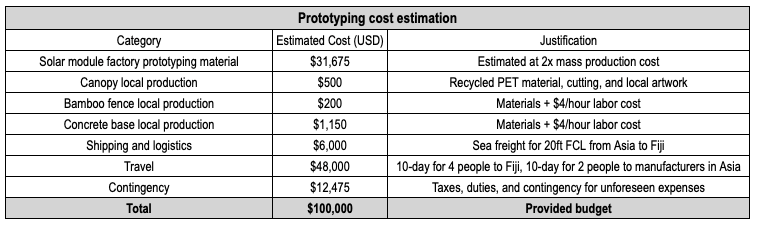 Prototyping cost estimation
Category Estimated Cost (USD) Justification
Solar module factory prototyping material $31,675 Estimated at 2x mass production cost
Canopy local production $500 Recycled PET material, cutting, and local artwork
Bamboo fence local production $200 Materials + $4/hour labor cost
Concrete base local production $1,150 Materials + $4/hour labor cost
Shipping and logistics $6,000 Sea freight for 20ft FCL from Asia to Fiji
Travel $48,000 10-day for 4 people to Fiji, 10-day for 2 people to manufacturers in Asia
Contingency $12,475 Taxes, duties, and contingency for unforeseen expenses
Total $100,000 Provided budget